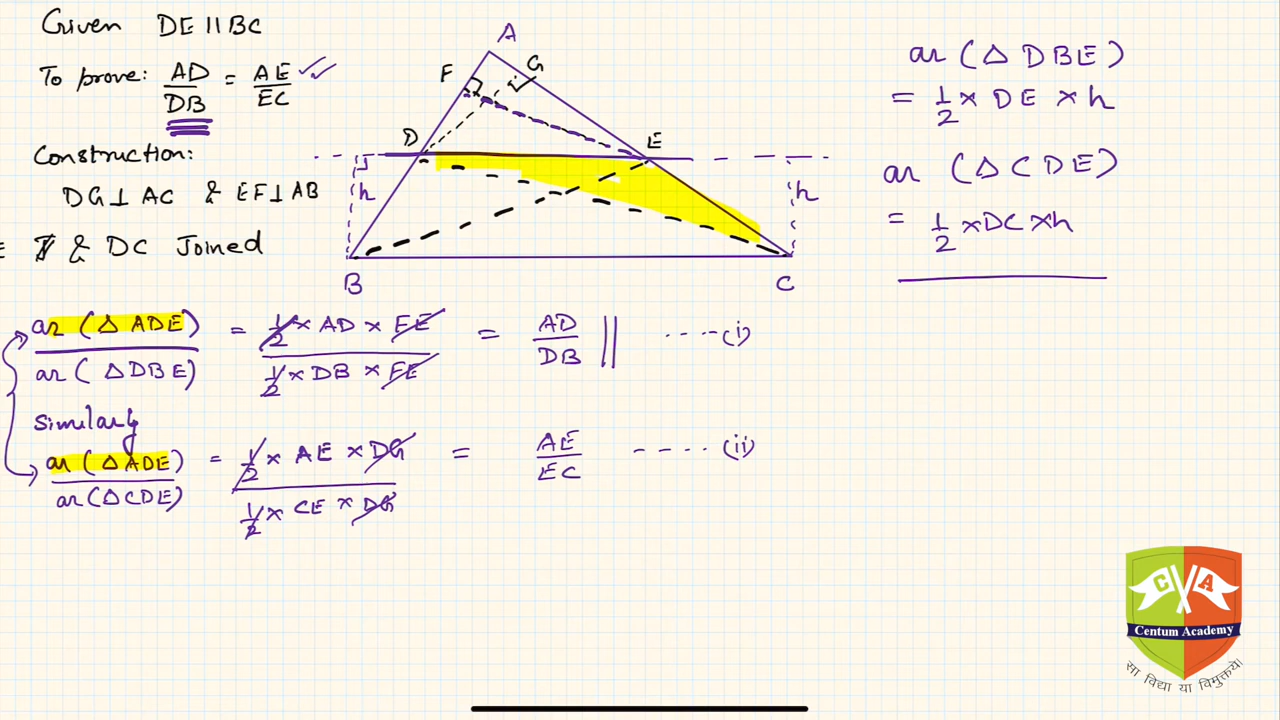 Given DE || BC
To prove: AD/DB = AE/EC ✓✓
Construction:
DG ⊥ AC & EF ⊥ AB
E & DC Joined
A
G
F
D
E
h
h
B
C
ar (Δ ADE) / ar (Δ DBE) = ½ × AD × FE / ½ × DB × FE = AD/DB || ----(i)
Similarly
ar (Δ ADE) / ar (Δ CDE) = ½ × AE × DG / ½ × CE × DG = AE/EC ----(ii)
ar (Δ DBE)
= ½ × DE × h
ar (Δ CDE)
= ½ × DC × h
C A
Centum Academy
सा विद्या या विमुक्तये।